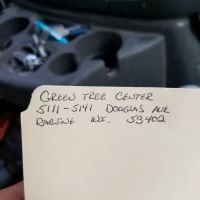 GREEN TREE CENTER
5111-5141 DOUGLAS AVE
RACINE WI. 53402